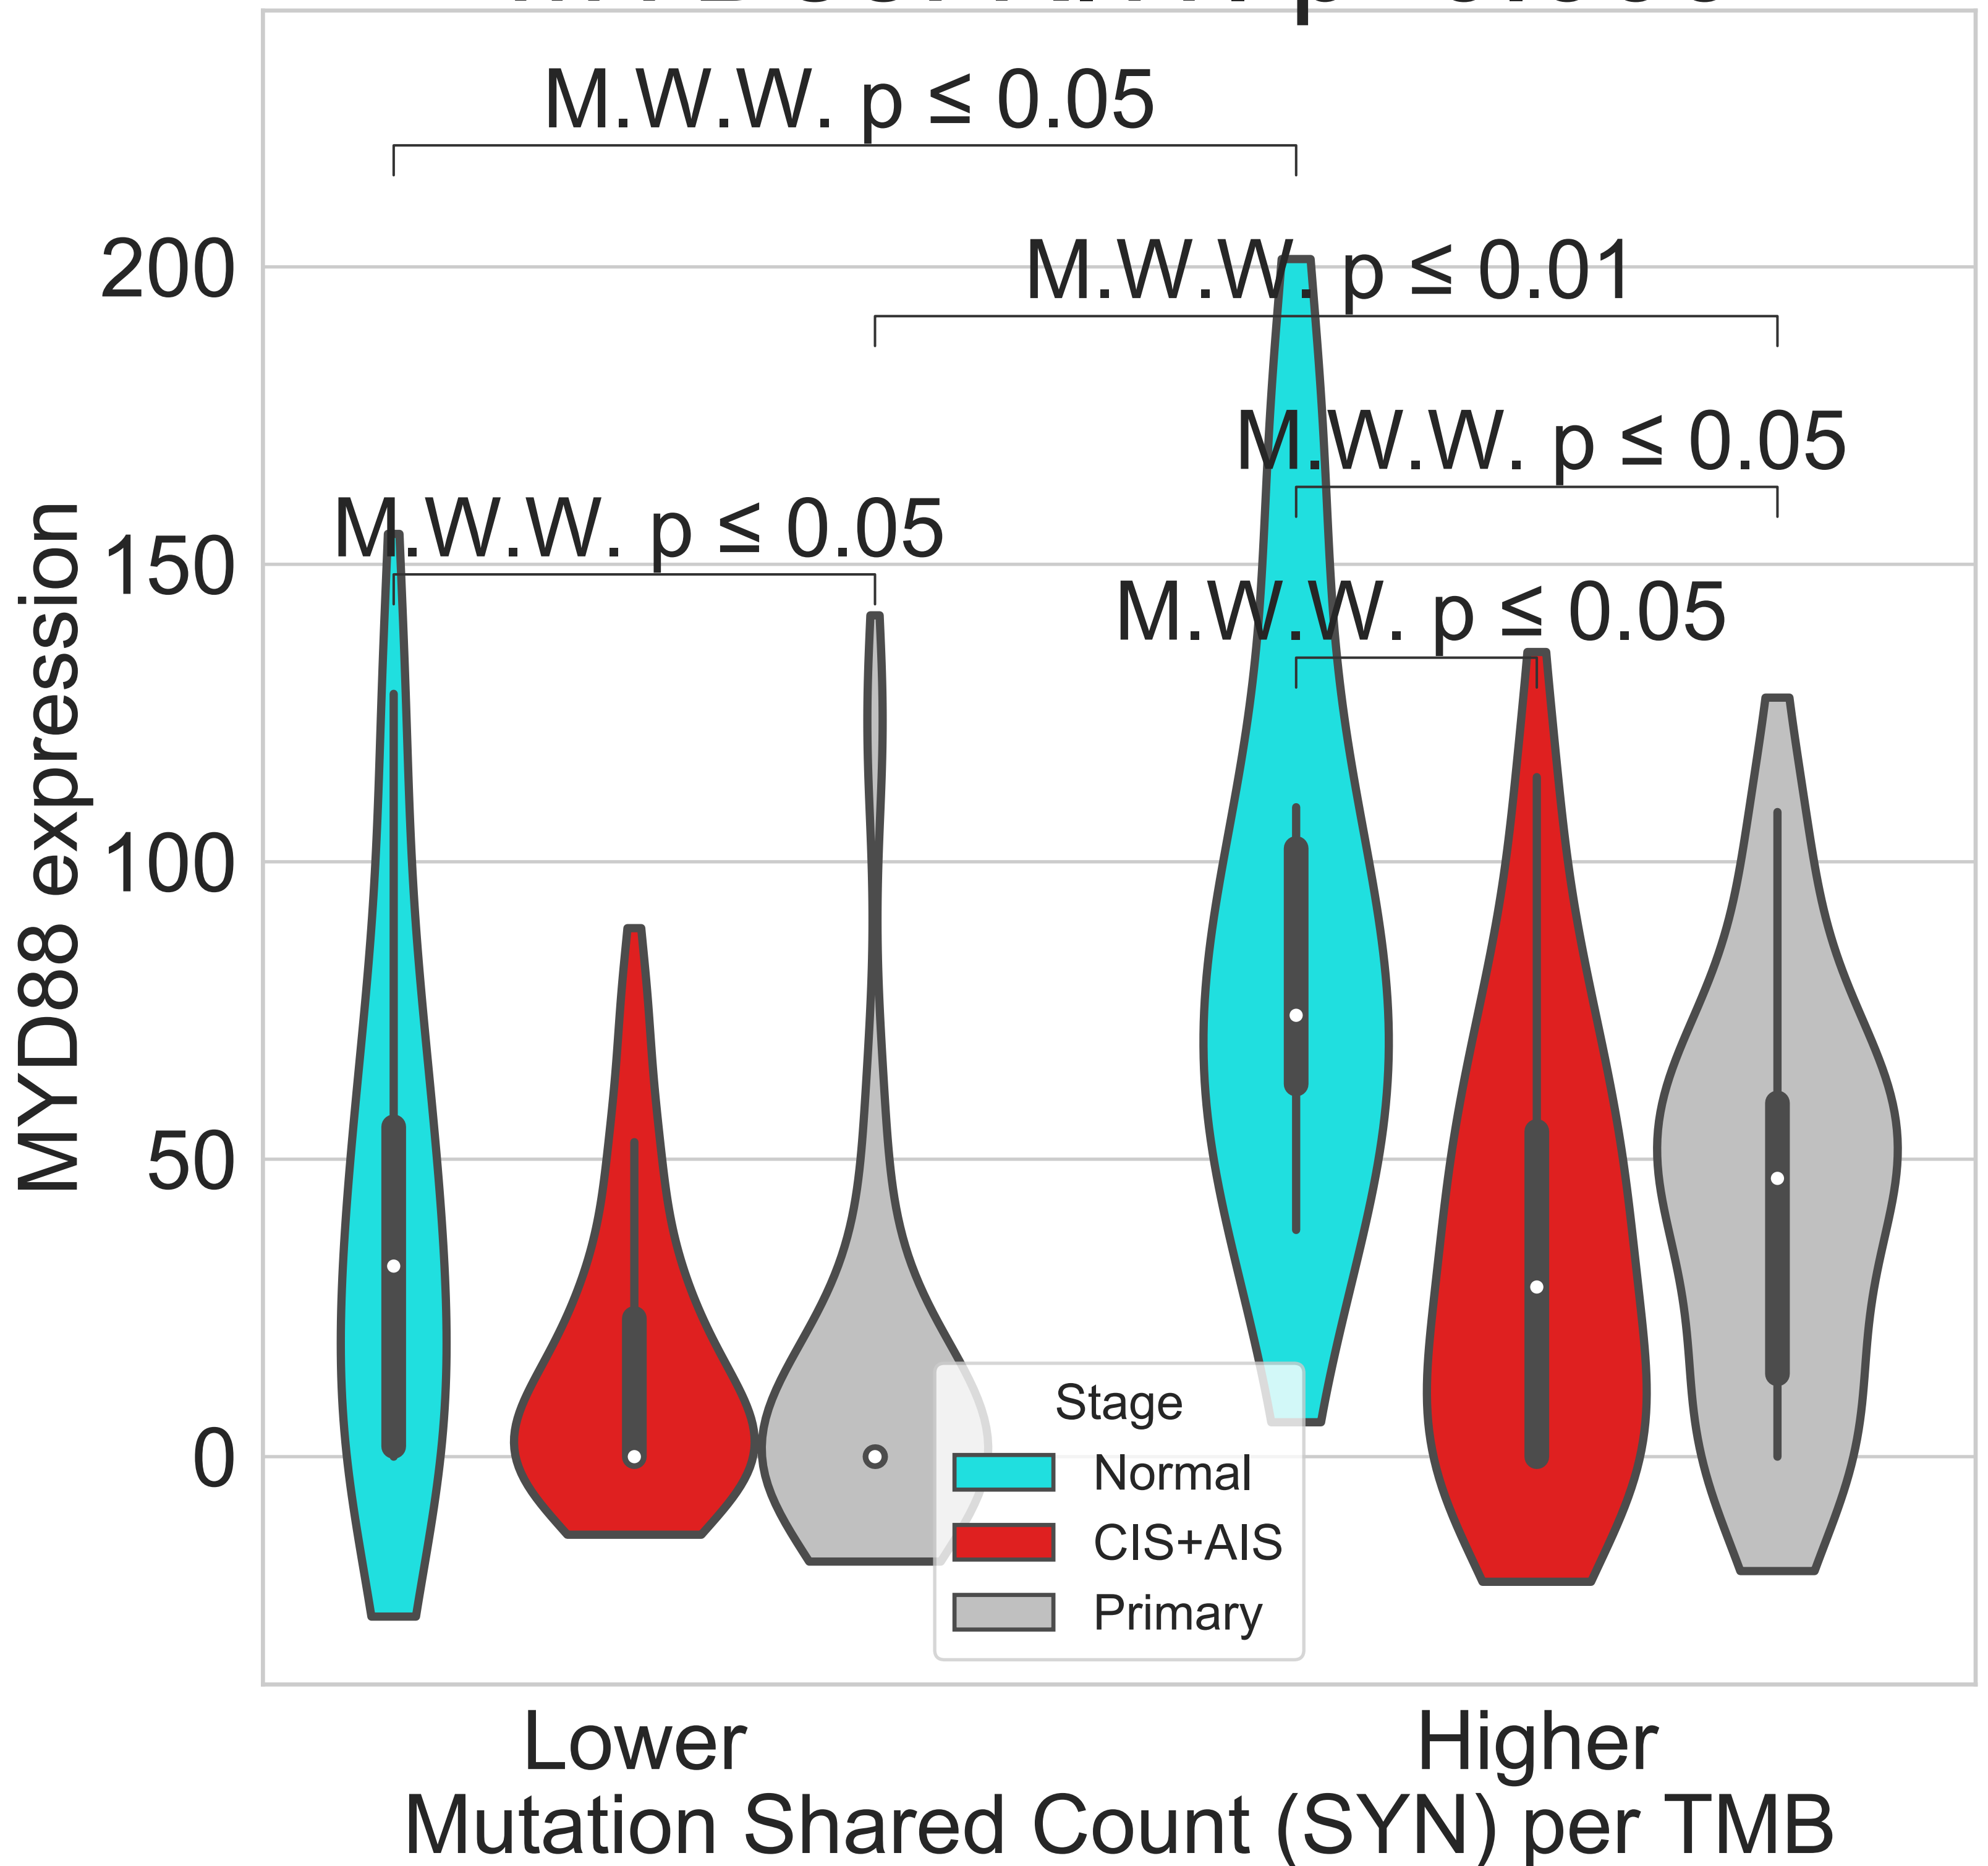 M.W.W. p ≤ 0.05
200
M.W.W. p ≤ 0.01
M.W.W. p ≤ 0.05
M.W.W. p ≤ 0.05
150
M.W.W. p ≤ 0.05
100
50
0
MYD88 expression
Stage
Normal
CIS+AIS
Primary
Lower
Higher
Mutation Shared Count (SYN) per TMB